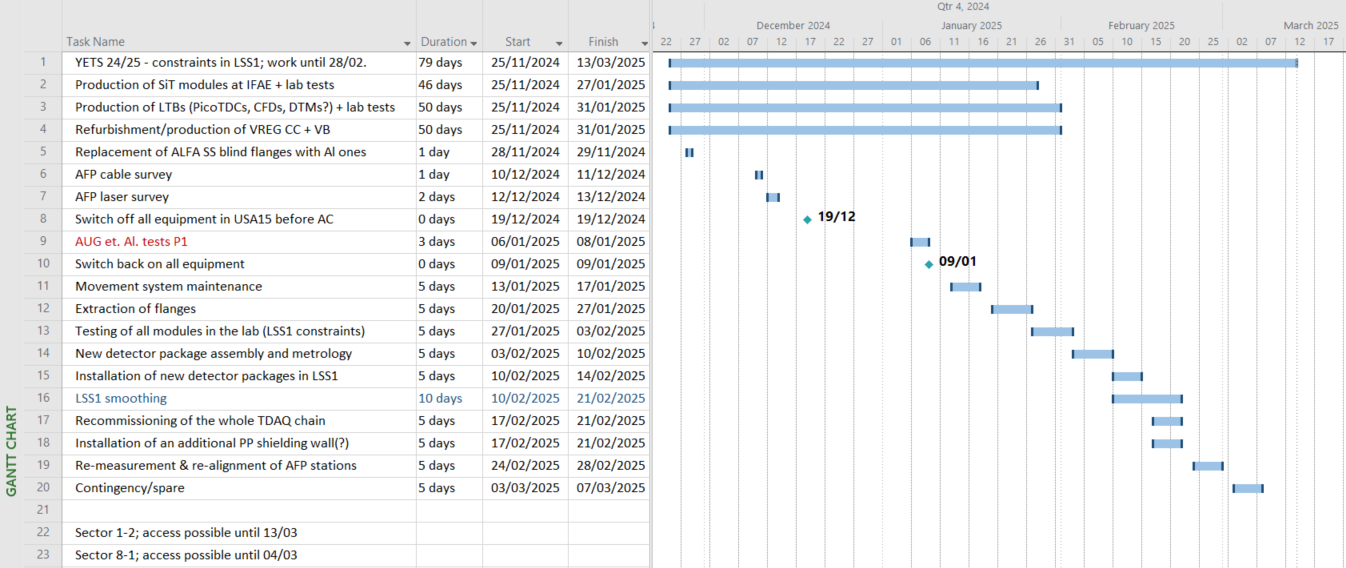 Qtr 4, 2024
December 2024 January 2025 February 2025 March 2025
Task Name Duration Start Finish 22 27 02 07 12 17 22 27 01 06 11 16 21 26 31 05 10 15 20 25 02 07 12 17
1 YETS 24/25 - constraints in LSS1; work until 28/02. 79 days 25/11/2024 13/03/2025
2 Production of SiT modules at IFAE + lab tests 46 days 25/11/2024 27/01/2025
3 Production of LTBs (PicoTDCs, CFDs, DTMs?) + lab tests 50 days 25/11/2024 31/01/2025
4 Refurbishment/production of VREG CC + VB 50 days 25/11/2024 31/01/2025
5 Replacement of ALFA SS blind flanges with Al ones 1 day 28/11/2024 29/11/2024
6 AFP cable survey 1 day 10/12/2024 11/12/2024
7 AFP laser survey 2 days 12/12/2024 13/12/2024
8 Switch off all equipment in USA15 before AC 0 days 19/12/2024 19/12/2024 19/12
9 AUG et. Al. tests P1 3 days 06/01/2025 08/01/2025
10 Switch back on all equipment 0 days 09/01/2025 09/01/2025 09/01
11 Movement system maintenance 5 days 13/01/2025 17/01/2025
12 Extraction of flanges 5 days 20/01/2025 27/01/2025
13 Testing of all modules in the lab (LSS1 constraints) 5 days 27/01/2025 03/02/2025
14 New detector package assembly and metrology 5 days 03/02/2025 10/02/2025
15 Installation of new detector packages in LSS1 5 days 10/02/2025 14/02/2025
16 LSS1 smoothing 10 days 10/02/2025 21/02/2025
17 Recommissioning of the whole TDAQ chain 5 days 17/02/2025 21/02/2025
18 Installation of an additional PP shielding wall(?) 5 days 17/02/2025 21/02/2025
19 Re-measurement & re-alignment of AFP stations 5 days 24/02/2025 28/02/2025
20 Contingency/spare 5 days 03/03/2025 07/03/2025
21
22 Sector 1-2; access possible until 13/03
23 Sector 8-1; access possible until 04/03
GANTT CHART